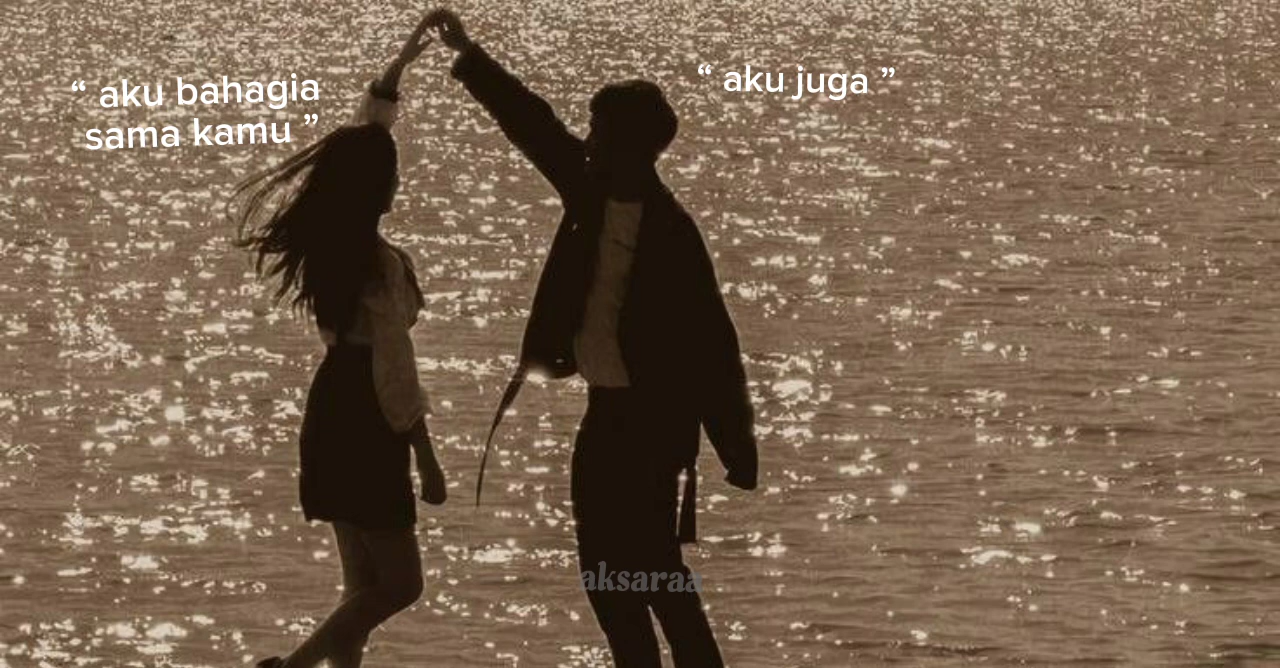 “ aku bahagia
sama kamu ”
“ aku juga ”
aksaraa